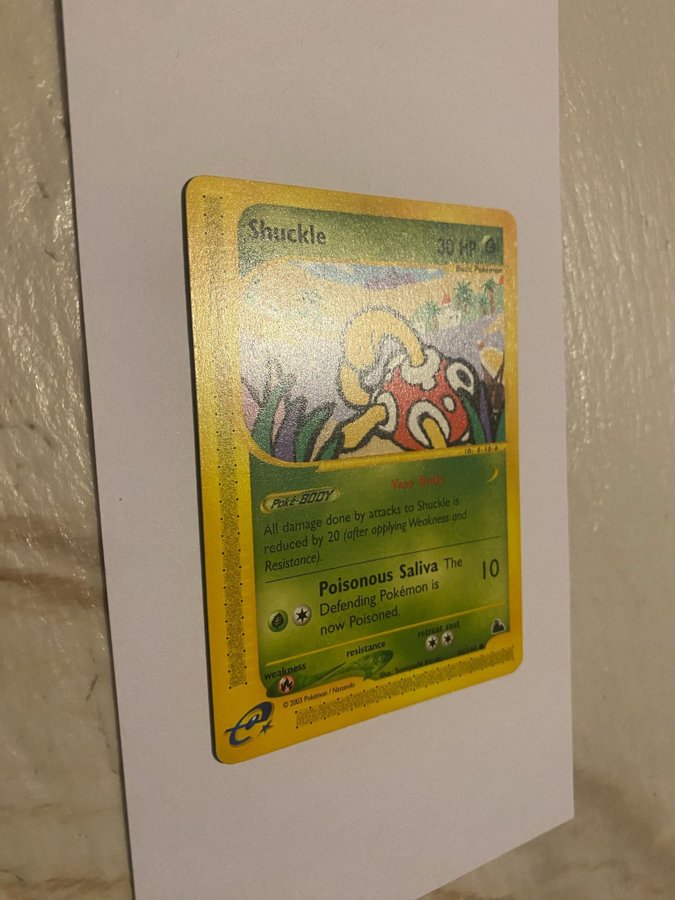 Shuckle
30 HP
Basic Pokémon
Poké-BODY
All damage done by attacks to Shuckle is
reduced by 20 (after applying Weakness and
Resistance).
Poisonous Saliva The
10
Defending Pokémon is
now Poisoned.
weakness
resistance
retreat cost
© 2003 Pokémon / Nintendo
e